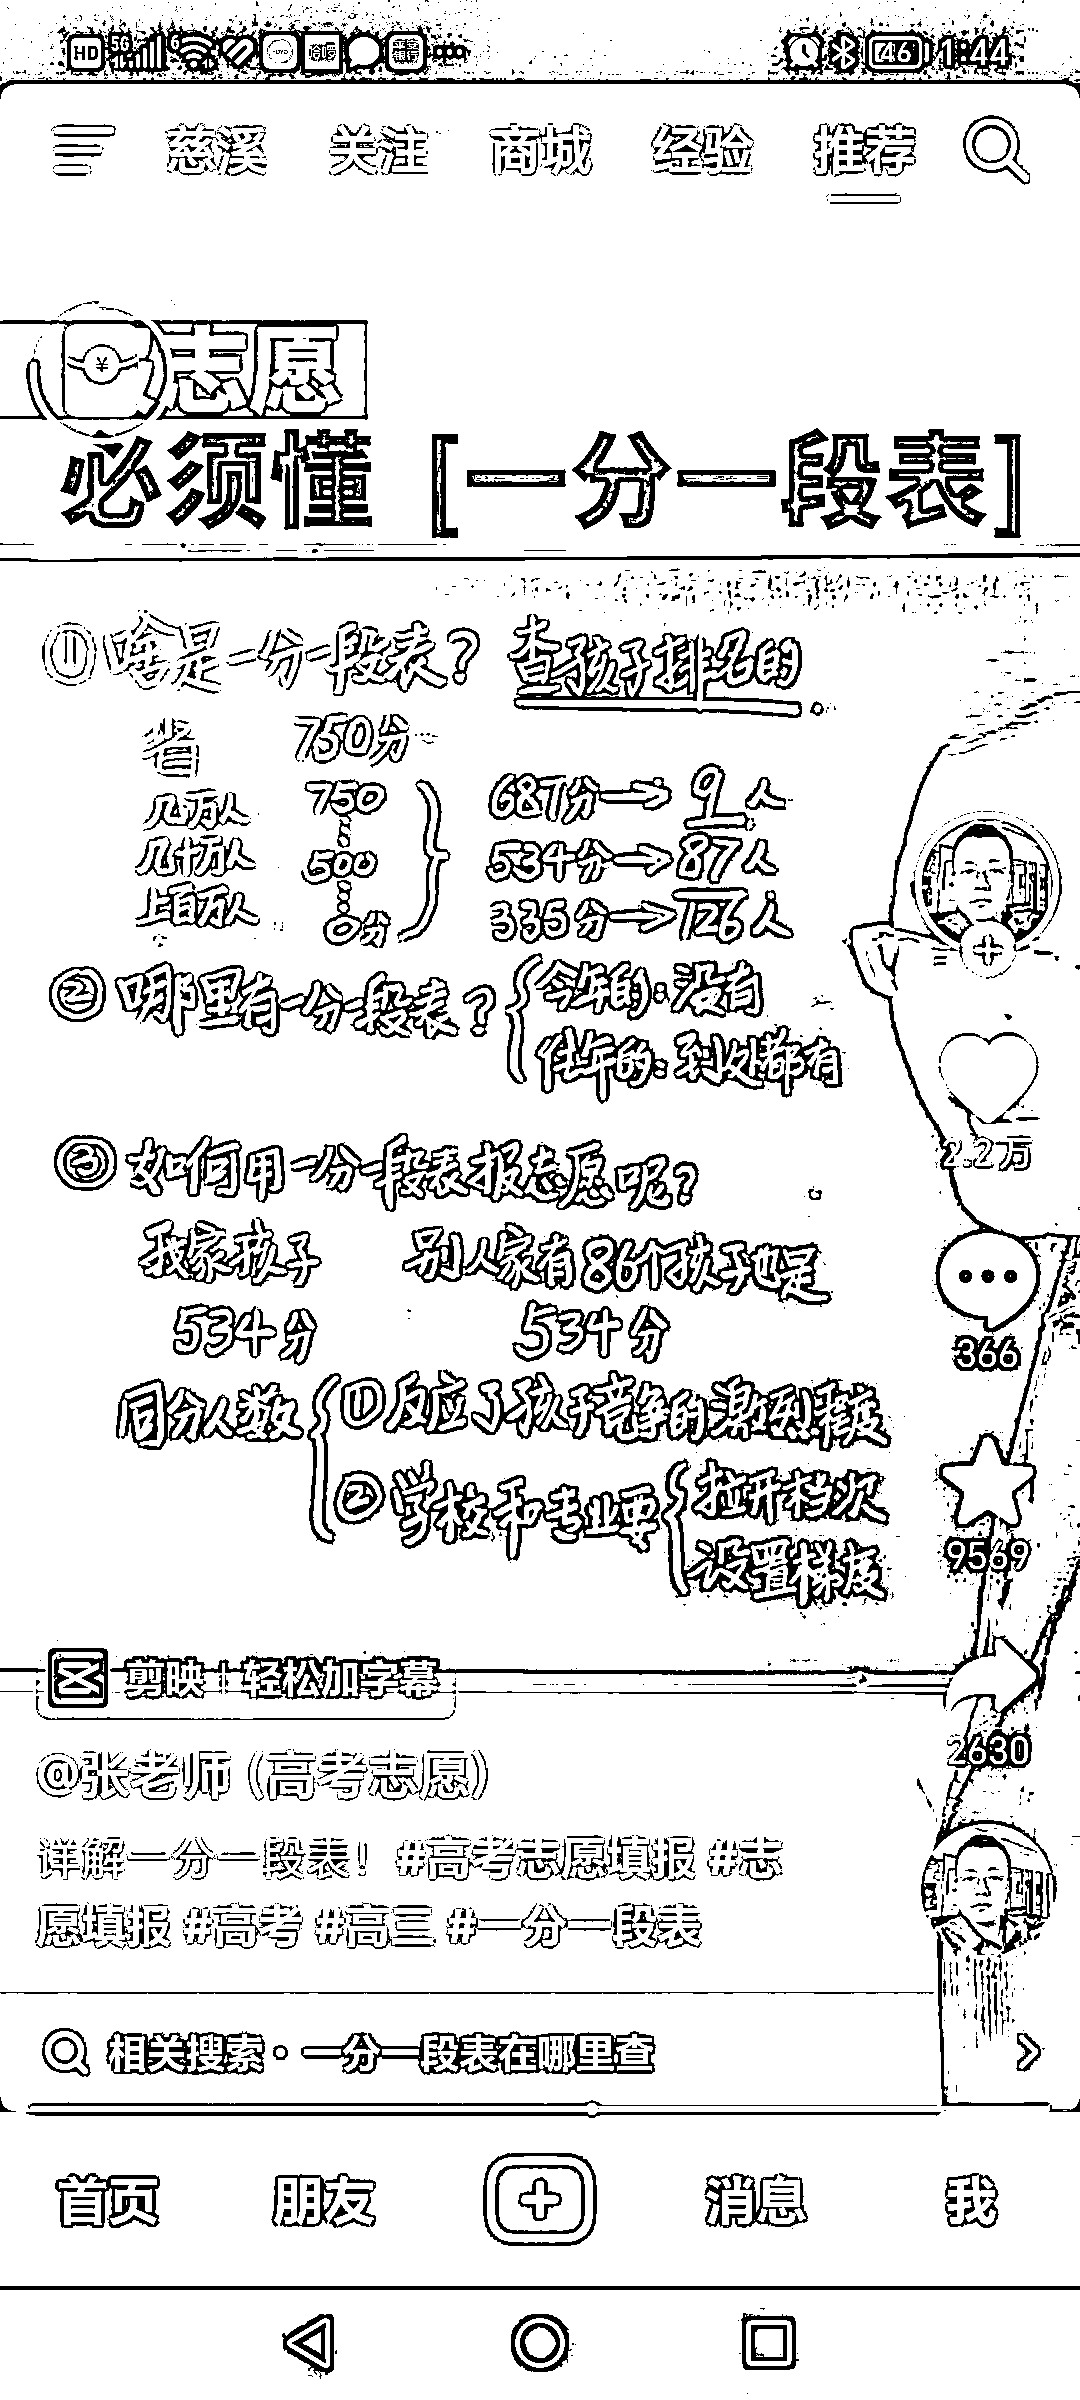 HD 5G 6 46 1:44
慈溪 关注 商城 经验 推荐
志愿
必须懂 [一分一段表]
① 啥是一分一段表? 查孩子排名的
省 750分
几万人 750
几十万人 500
上百万人 0分
687分→9人
534分→87人
335分→126人
② 哪里有一分一段表?
今年的:没有
往年的:到处都有
③ 如何用一分一段表报志愿呢?
我家孩子 别人家有86个孩子也是
534分 534分
同分人数
① 反应了孩子竞争的激烈程度
② 学校和专业要
拉开档次
设置梯度
2.2万
366
9569
2630
剪映 | 轻松加字幕
@张老师 (高考志愿)
详解一分一段表! #高考志愿填报 #志
愿填报 #高考 #高三 #一分一段表
相关搜索·一分一段表在哪里查
首页 朋友 消息 我